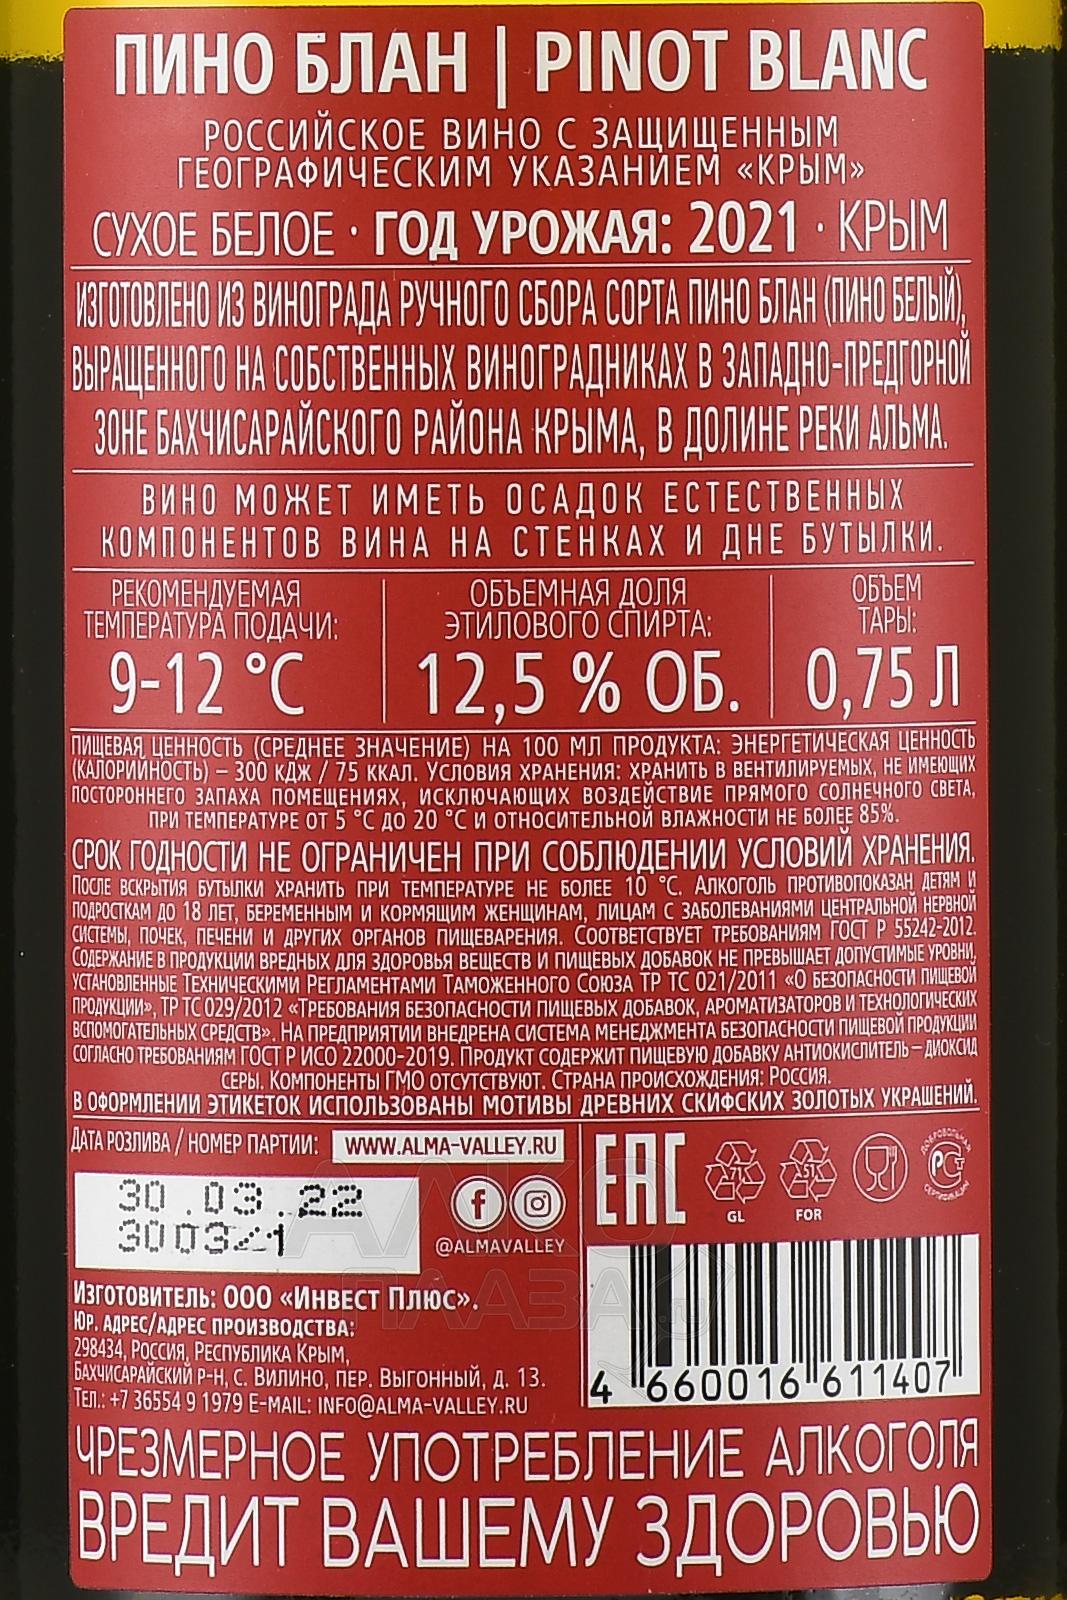 ПИНО БЛАН | PINOT BLANC
РОССИЙСКОЕ ВИНО С ЗАЩИЩЕННЫМ
ГЕОГРАФИЧЕСКИМ УКАЗАНИЕМ «КРЫМ»
СУХОЕ БЕЛОЕ · ГОД УРОЖАЯ: 2021 · КРЫМ
ИЗГОТОВЛЕНО ИЗ ВИНОГРАДА РУЧНОГО СБОРА СОРТА ПИНО БЛАН (ПИНО БЕЛЫЙ),
ВЫРАЩЕННОГО НА СОБСТВЕННЫХ ВИНОГРАДНИКАХ В ЗАПАДНО-ПРЕДГОРНОЙ
ЗОНЕ БАХЧИСАРАЙСКОГО РАЙОНА КРЫМА, В ДОЛИНЕ РЕКИ АЛЬМА.
ВИНО МОЖЕТ ИМЕТЬ ОСАДОК ЕСТЕСТВЕННЫХ
КОМПОНЕНТОВ ВИНА НА СТЕНКАХ И ДНЕ БУТЫЛКИ.
РЕКОМЕНДУЕМАЯ
ТЕМПЕРАТУРА ПОДАЧИ:
9-12 °C
ОБЪЕМНАЯ ДОЛЯ
ЭТИЛОВОГО СПИРТА:
12,5 % ОБ.
ОБЪЕМ
ТАРЫ:
0,75 Л
ПИЩЕВАЯ ЦЕННОСТЬ (СРЕДНЕЕ ЗНАЧЕНИЕ) НА 100 МЛ ПРОДУКТА: ЭНЕРГЕТИЧЕСКАЯ ЦЕННОСТЬ
(КАЛОРИЙНОСТЬ) – 300 КДЖ / 75 ККАЛ. УСЛОВИЯ ХРАНЕНИЯ: ХРАНИТЬ В ВЕНТИЛИРУЕМЫХ, НЕ ИМЕЮЩИХ
ПОСТОРОННЕГО ЗАПАХА ПОМЕЩЕНИЯХ, ИСКЛЮЧАЮЩИХ ВОЗДЕЙСТВИЕ ПРЯМОГО СОЛНЕЧНОГО СВЕТА,
ПРИ ТЕМПЕРАТУРЕ ОТ 5 °C ДО 20 °C И ОТНОСИТЕЛЬНОЙ ВЛАЖНОСТИ НЕ БОЛЕЕ 85%.
СРОК ГОДНОСТИ НЕ ОГРАНИЧЕН ПРИ СОБЛЮДЕНИИ УСЛОВИЙ ХРАНЕНИЯ.
ПОСЛЕ ВСКРЫТИЯ БУТЫЛКИ ХРАНИТЬ ПРИ ТЕМПЕРАТУРЕ НЕ БОЛЕЕ 10 °C. АЛКОГОЛЬ ПРОТИВОПОКАЗАН ДЕТЯМ И
ПОДРОСТКАМ ДО 18 ЛЕТ, БЕРЕМЕННЫМ И КОРМЯЩИМ ЖЕНЩИНАМ, ЛИЦАМ С ЗАБОЛЕВАНИЯМИ ЦЕНТРАЛЬНОЙ НЕРВНОЙ
СИСТЕМЫ, ПОЧЕК, ПЕЧЕНИ И ДРУГИХ ОРГАНОВ ПИЩЕВАРЕНИЯ. СООТВЕТСТВУЕТ ТРЕБОВАНИЯМ ГОСТ Р 55242-2012.
СОДЕРЖАНИЕ В ПРОДУКЦИИ ВРЕДНЫХ ДЛЯ ЗДОРОВЬЯ ВЕЩЕСТВ И ПИЩЕВЫХ ДОБАВОК НЕ ПРЕВЫШАЕТ ДОПУСТИМЫЕ УРОВНИ,
УСТАНОВЛЕННЫЕ ТЕХНИЧЕСКИМИ РЕГЛАМЕНТАМИ ТАМОЖЕННОГО СОЮЗА ТР ТС 021/2011 «О БЕЗОПАСНОСТИ ПИЩЕВОЙ
ПРОДУКЦИИ», ТР ТС 029/2012 «ТРЕБОВАНИЯ БЕЗОПАСНОСТИ ПИЩЕВЫХ ДОБАВОК, АРОМАТИЗАТОРОВ И ТЕХНОЛОГИЧЕСКИХ
ВСПОМОГАТЕЛЬНЫХ СРЕДСТВ». НА ПРЕДПРИЯТИИ ВНЕДРЕНА СИСТЕМА МЕНЕДЖМЕНТА БЕЗОПАСНОСТИ ПИЩЕВОЙ ПРОДУКЦИИ
СОГЛАСНО ТРЕБОВАНИЯМ ГОСТ Р ИСО 22000-2019. ПРОДУКТ СОДЕРЖИТ ПИЩЕВУЮ ДОБАВКУ АНТИОКИСЛИТЕЛЬ – ДИОКСИД
СЕРЫ. КОМПОНЕНТЫ ГМО ОТСУТСТВУЮТ. СТРАНА ПРОИСХОЖДЕНИЯ: РОССИЯ.
В ОФОРМЛЕНИИ ЭТИКЕТОК ИСПОЛЬЗОВАНЫ МОТИВЫ ДРЕВНИХ СКИФСКИХ ЗОЛОТЫХ УКРАШЕНИЙ.
ДАТА РОЗЛИВА / НОМЕР ПАРТИИ:
WWW.ALMA-VALLEY.RU
30.03.22
@ALMAVALLEY
EAC
71
GL
51
FOR
ДОБРОВОЛЬНАЯ
СЕРТИФИКАЦИЯ
ИЗГОТОВИТЕЛЬ: ООО «ИНВЕСТ ПЛЮС».
ЮР. АДРЕС/АДРЕС ПРОИЗВОДСТВА:
298434, РОССИЯ, РЕСПУБЛИКА КРЫМ,
БАХЧИСАРАЙСКИЙ Р-Н, С. ВИЛИНО, ПЕР. ВЫГОННЫЙ, Д. 13.
ТЕЛ.: +7 36554 9 1979 E-MAIL: INFO@ALMA-VALLEY.RU
4 660016 611407
АЛКО
ПЛАЗА.ру
ЧРЕЗМЕРНОЕ УПОТРЕБЛЕНИЕ АЛКОГОЛЯ
ВРЕДИТ ВАШЕМУ ЗДОРОВЬЮ